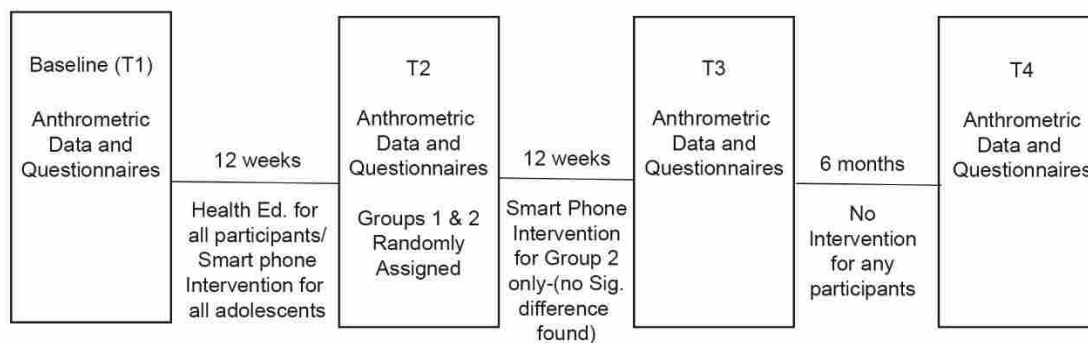 Baseline (T1)
Anthrometric
Data and
Questionnaires
12 weeks
Health Ed. for
all participants/
Smart phone
Intervention for
all adolescents
T2
Anthrometric
Data and
Questionnaires
Groups 1 & 2
Randomly
Assigned
12 weeks
Smart Phone
Intervention
for Group 2
only-(no Sig.
difference
found)
T3
Anthrometric
Data and
Questionnaires
6 months
No
Intervention
for any
participants
T4
Anthrometric
Data and
Questionnaires